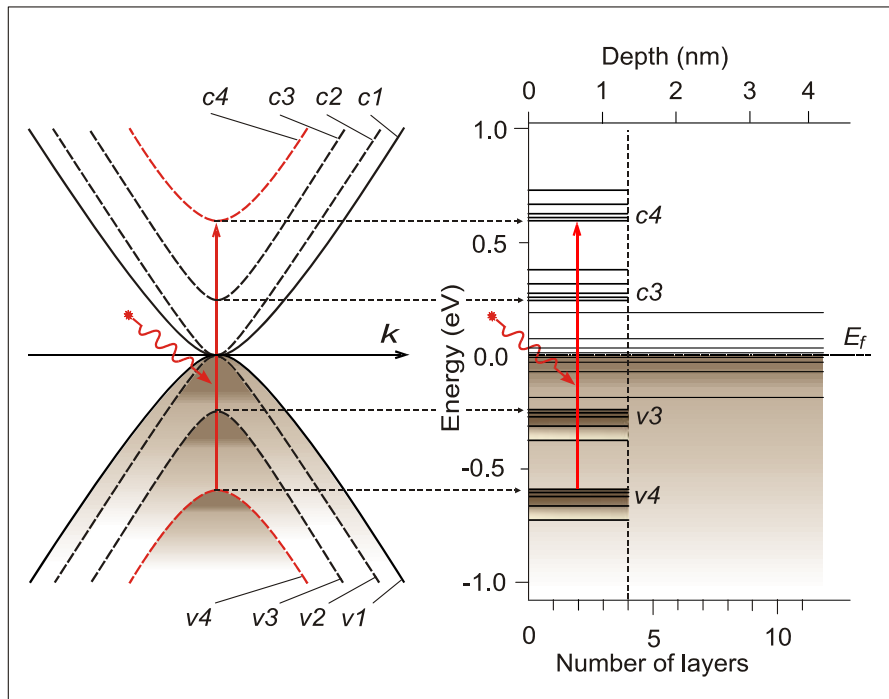 Depth (nm)
0 1 2 3 4
c4 c3 c2 c1
1.0
c4
0.5
c3
k
Energy (eV)
0.0
E_f
v3
-0.5
v4
-1.0
v4 v3 v2 v1
0 5 10
Number of layers